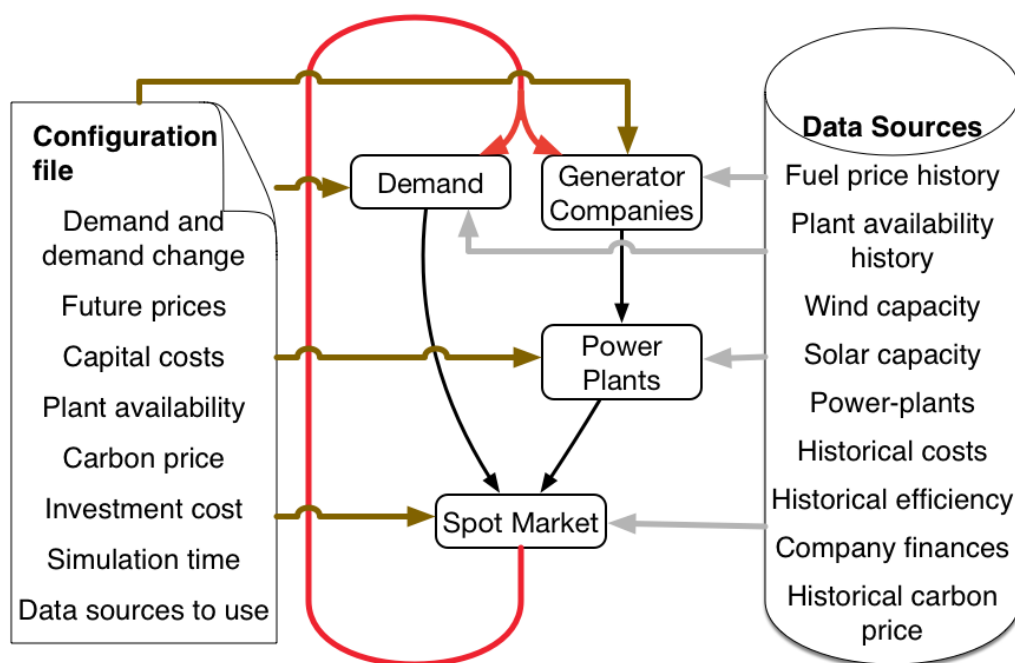 Configuration
file
Demand and
demand change
Future prices
Capital costs
Plant availability
Carbon price
Investment cost
Simulation time
Data sources to use
Demand
Generator
Companies
Power
Plants
Spot Market
Data Sources
Fuel price history
Plant availability
history
Wind capacity
Solar capacity
Power-plants
Historical costs
Historical efficiency
Company finances
Historical carbon
price